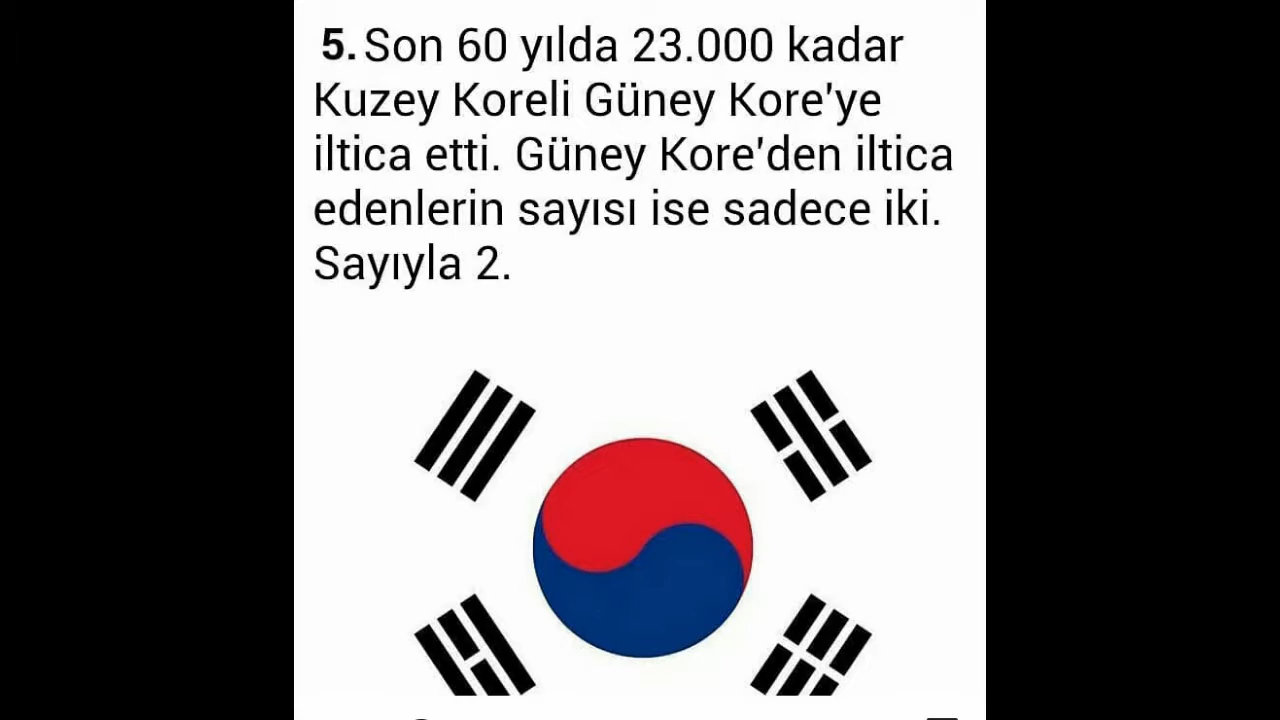 5. Son 60 yılda 23.000 kadar
Kuzey Koreli Güney Kore'ye
iltica etti. Güney Kore'den iltica
edenlerin sayısı ise sadece iki.
Sayıyla 2.